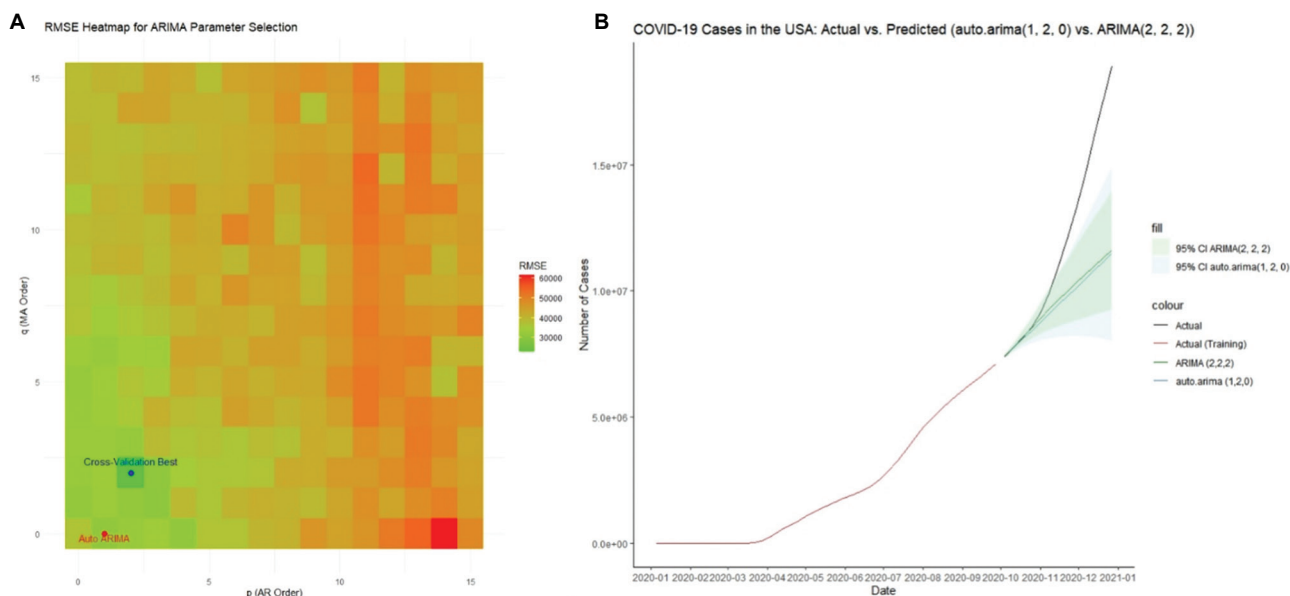 A
RMSE Heatmap for ARIMA Parameter Selection
15
10
5
0
q (MA Order)
Cross-Validation Best
Auto ARIMA
0
5
10
15
p (AR Order)
RMSE
60000
50000
40000
30000
B
COVID-19 Cases in the USA: Actual vs. Predicted (auto.arima(1, 2, 0) vs. ARIMA(2, 2, 2))
1.5e+07
1.0e+07
5.0e+06
0.0e+00
Number of Cases
2020-01 2020-02 2020-03 2020-04 2020-05 2020-06 2020-07 2020-08 2020-09 2020-10 2020-11 2020-12 2021-01
Date
fill
95% CI ARIMA(2, 2, 2)
95% CI auto.arima(1, 2, 0)
colour
Actual
Actual (Training)
ARIMA (2,2,2)
auto.arima (1,2,0)